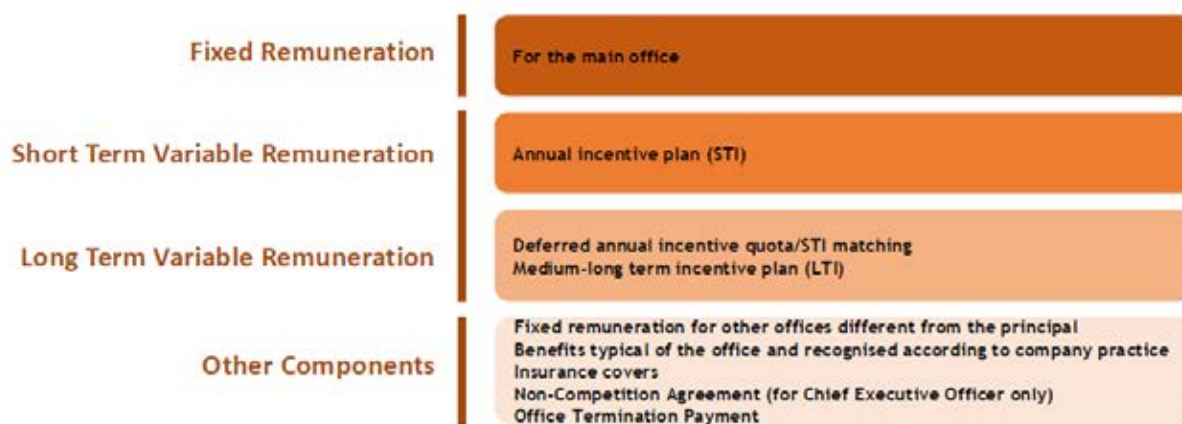 Fixed Remuneration
For the main office
Short Term Variable Remuneration
Annual incentive plan (STI)
Long Term Variable Remuneration
Deferred annual incentive quota/STI matching
Medium-long term incentive plan (LTI)
Other Components
Fixed remuneration for other offices different from the principal
Benefits typical of the office and recognised according to company practice
Insurance covers
Non-Competition Agreement (for Chief Executive Officer only)
Office Termination Payment